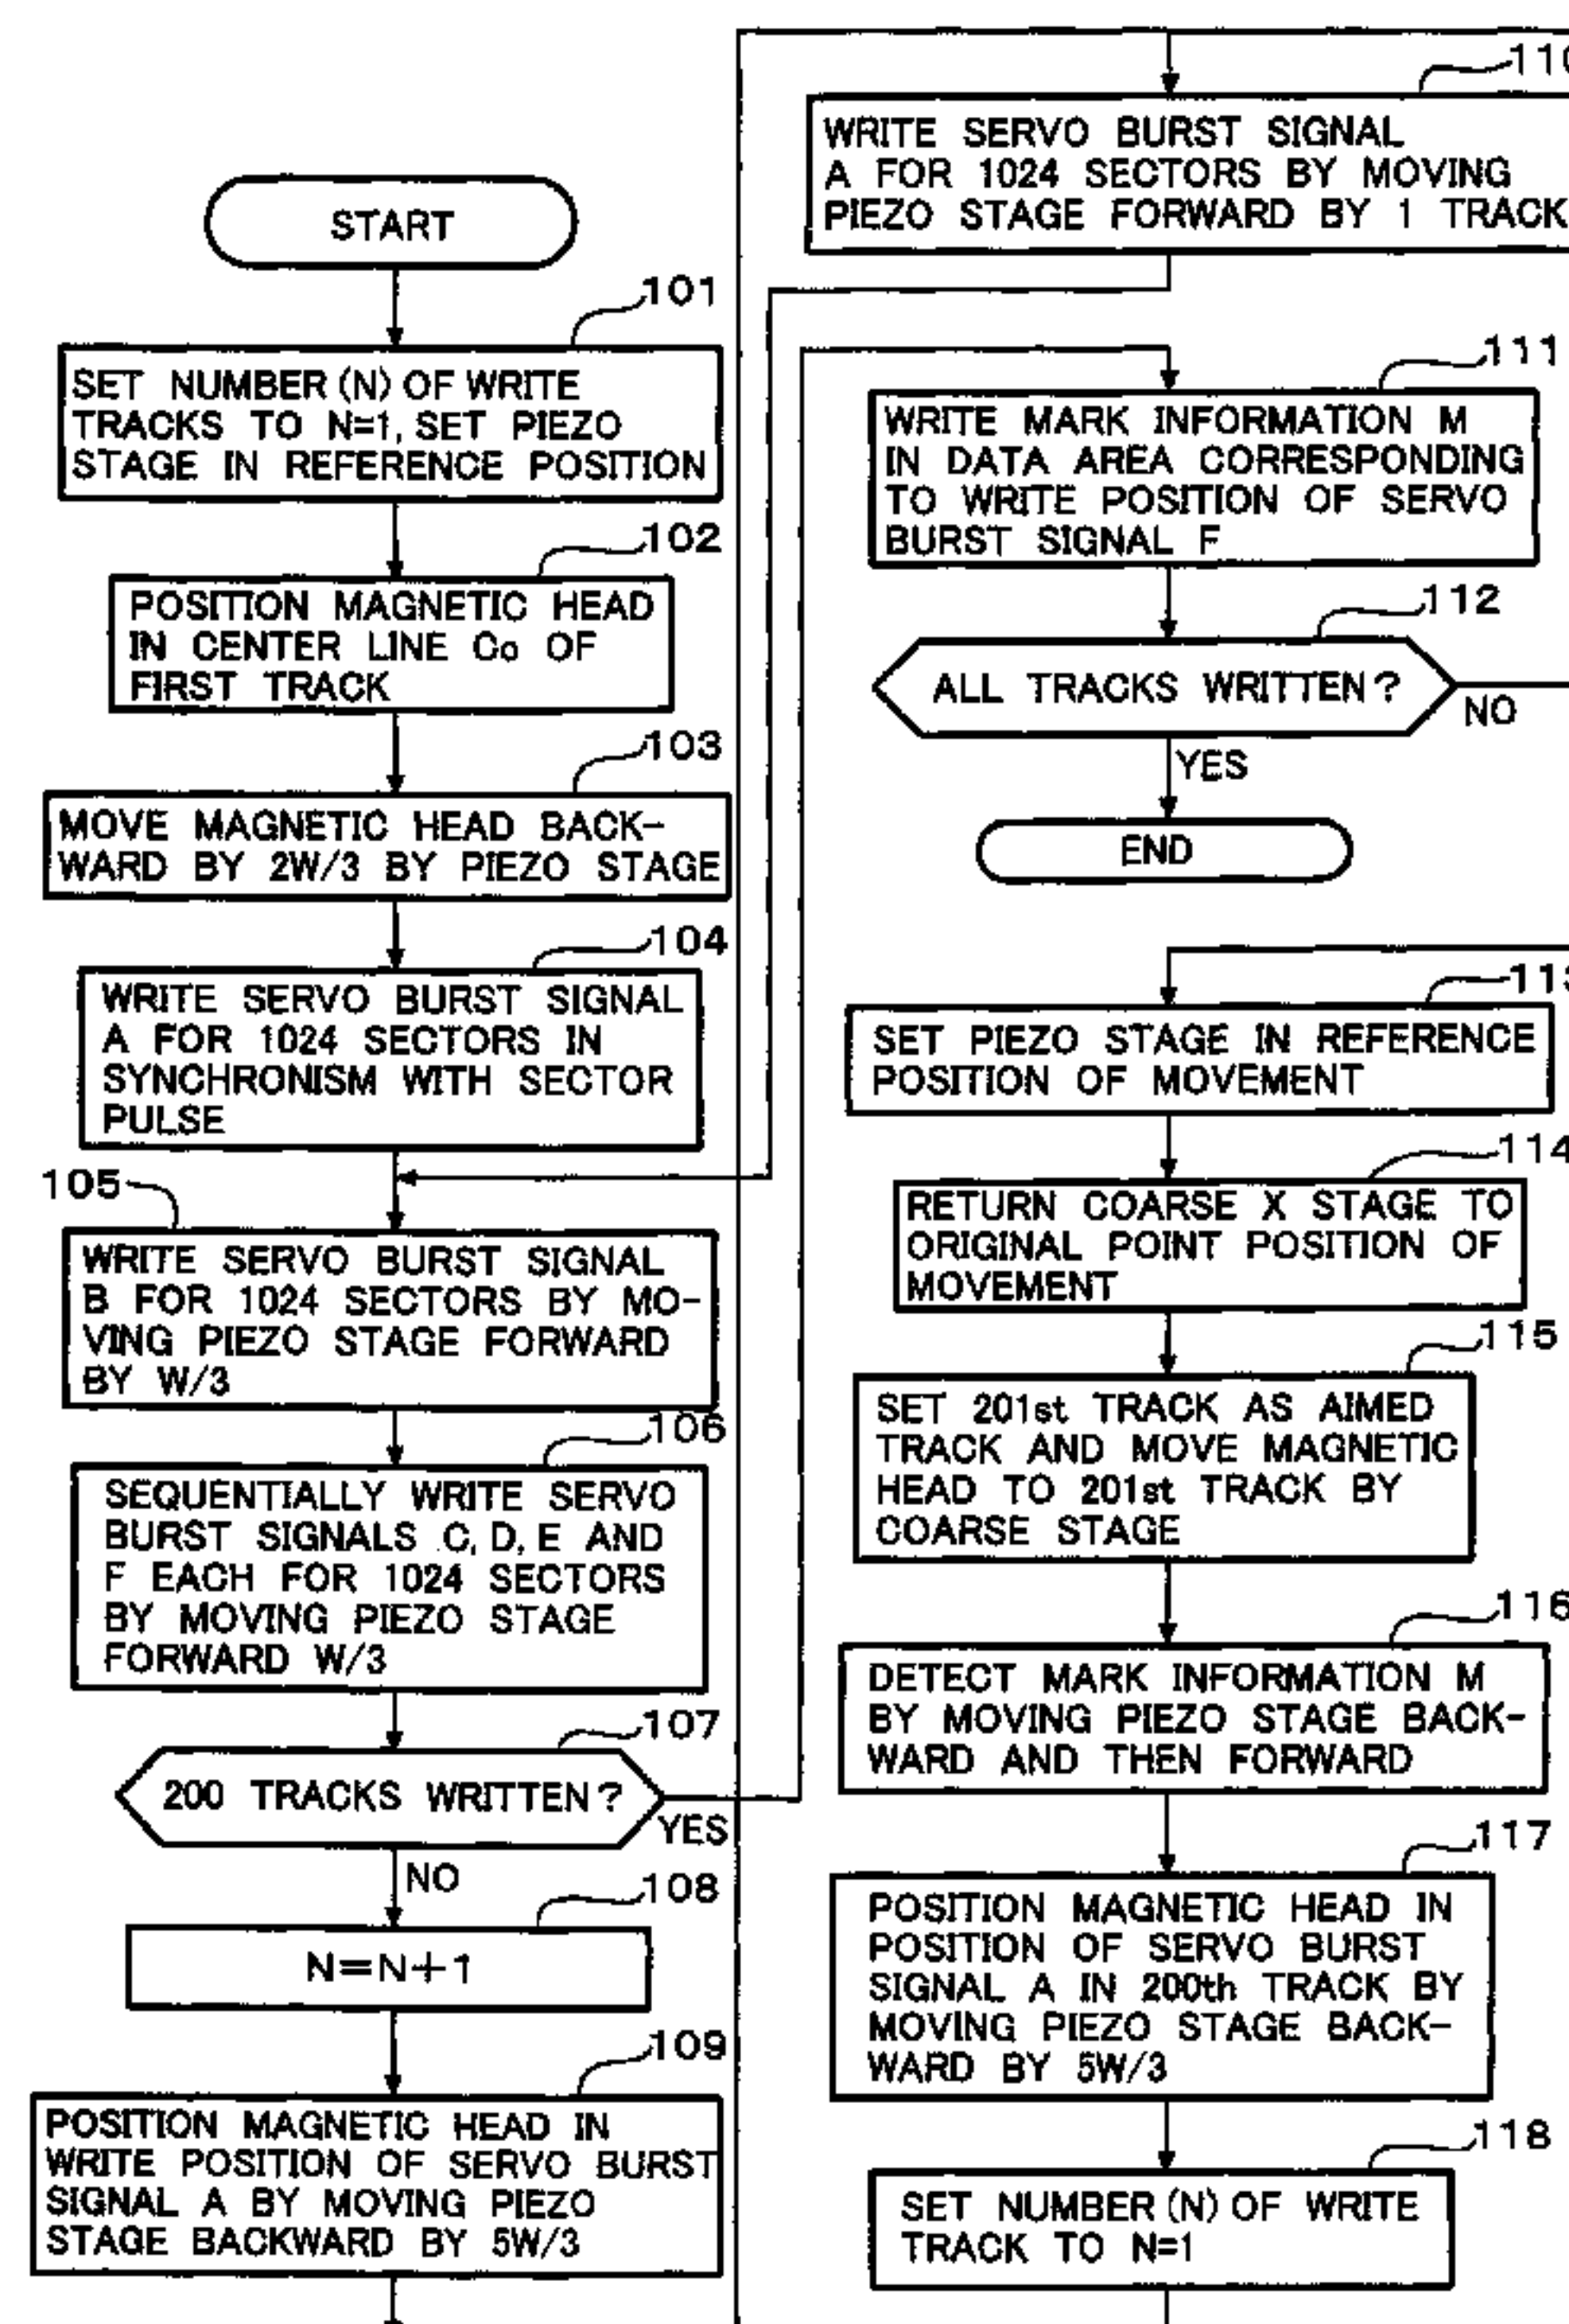 START
101
SET NUMBER (N) OF WRITE
TRACKS TO N=1, SET PIEZO
STAGE IN REFERENCE POSITION
102
POSITION MAGNETIC HEAD
IN CENTER LINE Co OF
FIRST TRACK
103
MOVE MAGNETIC HEAD BACK-
WARD BY 2W/3 BY PIEZO STAGE
104
WRITE SERVO BURST SIGNAL
A FOR 1024 SECTORS IN
SYNCHRONISM WITH SECTOR
PULSE
105
WRITE SERVO BURST SIGNAL
B FOR 1024 SECTORS BY MO-
VING PIEZO STAGE FORWARD
BY W/3
106
SEQUENTIALLY WRITE SERVO
BURST SIGNALS C, D, E AND
F EACH FOR 1024 SECTORS
BY MOVING PIEZO STAGE
FORWARD W/3
107
200 TRACKS WRITTEN?
YES
NO
108
N=N+1
109
POSITION MAGNETIC HEAD IN
WRITE POSITION OF SERVO BURST
SIGNAL A BY MOVING PIEZO
STAGE BACKWARD BY 5W/3
110
WRITE SERVO BURST SIGNAL
A FOR 1024 SECTORS BY MOVING
PIEZO STAGE FORWARD BY 1 TRACK
111
WRITE MARK INFORMATION M
IN DATA AREA CORRESPONDING
TO WRITE POSITION OF SERVO
BURST SIGNAL F
112
ALL TRACKS WRITTEN?
NO
YES
END
113
SET PIEZO STAGE IN REFERENCE
POSITION OF MOVEMENT
114
RETURN COARSE X STAGE TO
ORIGINAL POINT POSITION OF
MOVEMENT
115
SET 201st TRACK AS AIMED
TRACK AND MOVE MAGNETIC
HEAD TO 201st TRACK BY
COARSE STAGE
116
DETECT MARK INFORMATION M
BY MOVING PIEZO STAGE BACK-
WARD AND THEN FORWARD
117
POSITION MAGNETIC HEAD IN
POSITION OF SERVO BURST
SIGNAL A IN 200th TRACK BY
MOVING PIEZO STAGE BACK-
WARD BY 5W/3
118
SET NUMBER (N) OF WRITE
TRACK TO N=1